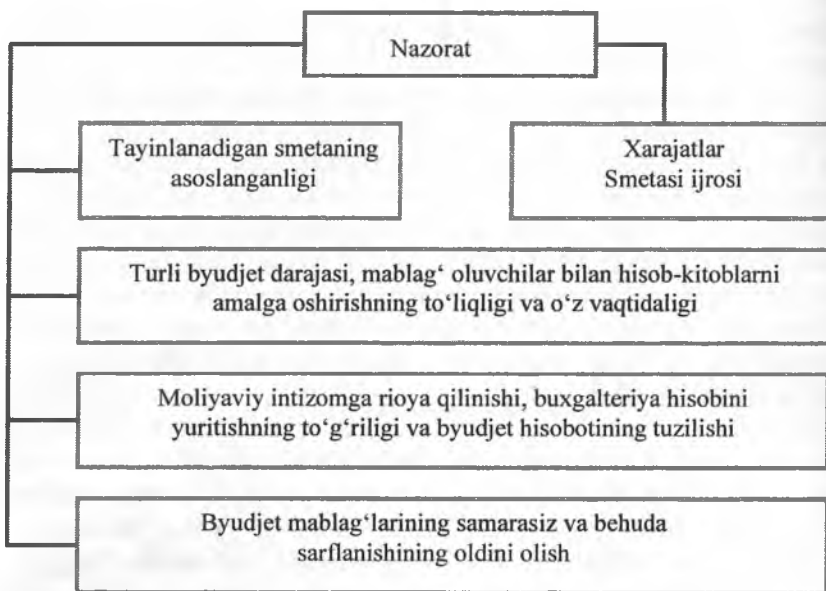 Nazorat
Tayinlanadigan smetaning
asoslanganligi
Xarajatlar
Smetasi ijrosi
Turli byudjet darajasi, mablag‘ oluvchilar bilan hisob-kitoblarni
amalga oshirishning to‘liqligi va o‘z vaqtidaligi
Moliyaviy intizomga rioya qilinishi, buxgalteriya hisobini
yuritishning to‘g‘riligi va byudjet hisobotining tuzilishi
Byudjet mablag‘larining samarasiz va behuda
sarflanishining oldini olish